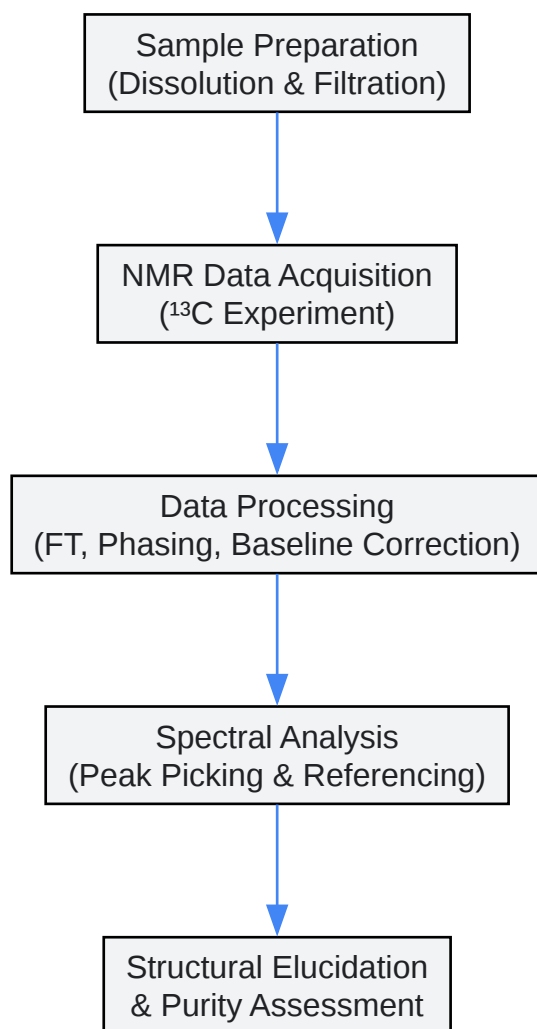 Sample Preparation
(Dissolution & Filtration)
NMR Data Acquisition
(¹³C Experiment)
Data Processing
(FT, Phasing, Baseline Correction)
Spectral Analysis
(Peak Picking & Referencing)
Structural Elucidation
& Purity Assessment